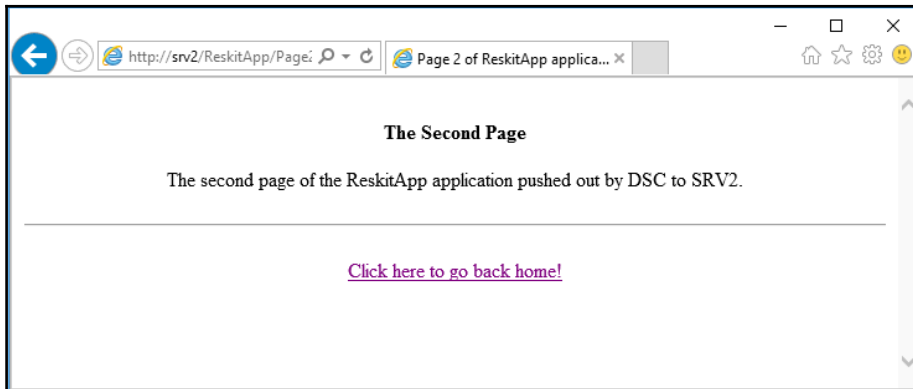 http://srv2/ReskitApp/Page2
Page 2 of ReskitApp applica...
The Second Page
The second page of the ReskitApp application pushed out by DSC to SRV2.
Click here to go back home!